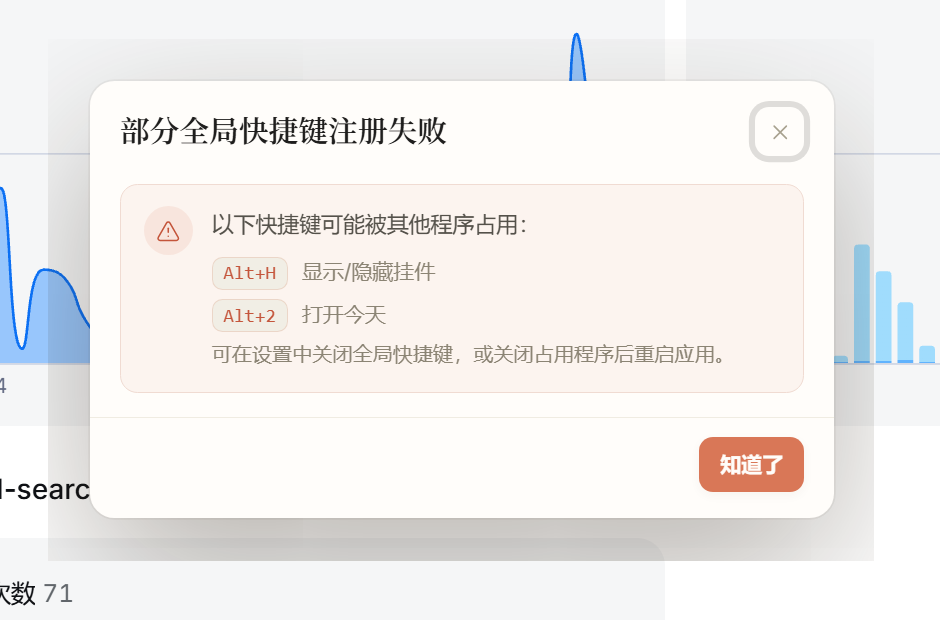 部分全局快捷键注册失败
以下快捷键可能被其他程序占用：
Alt+H 显示/隐藏挂件
Alt+2 打开今天
可在设置中关闭全局快捷键，或关闭占用程序后重启应用。
4
知道了
l-searc
次数 71